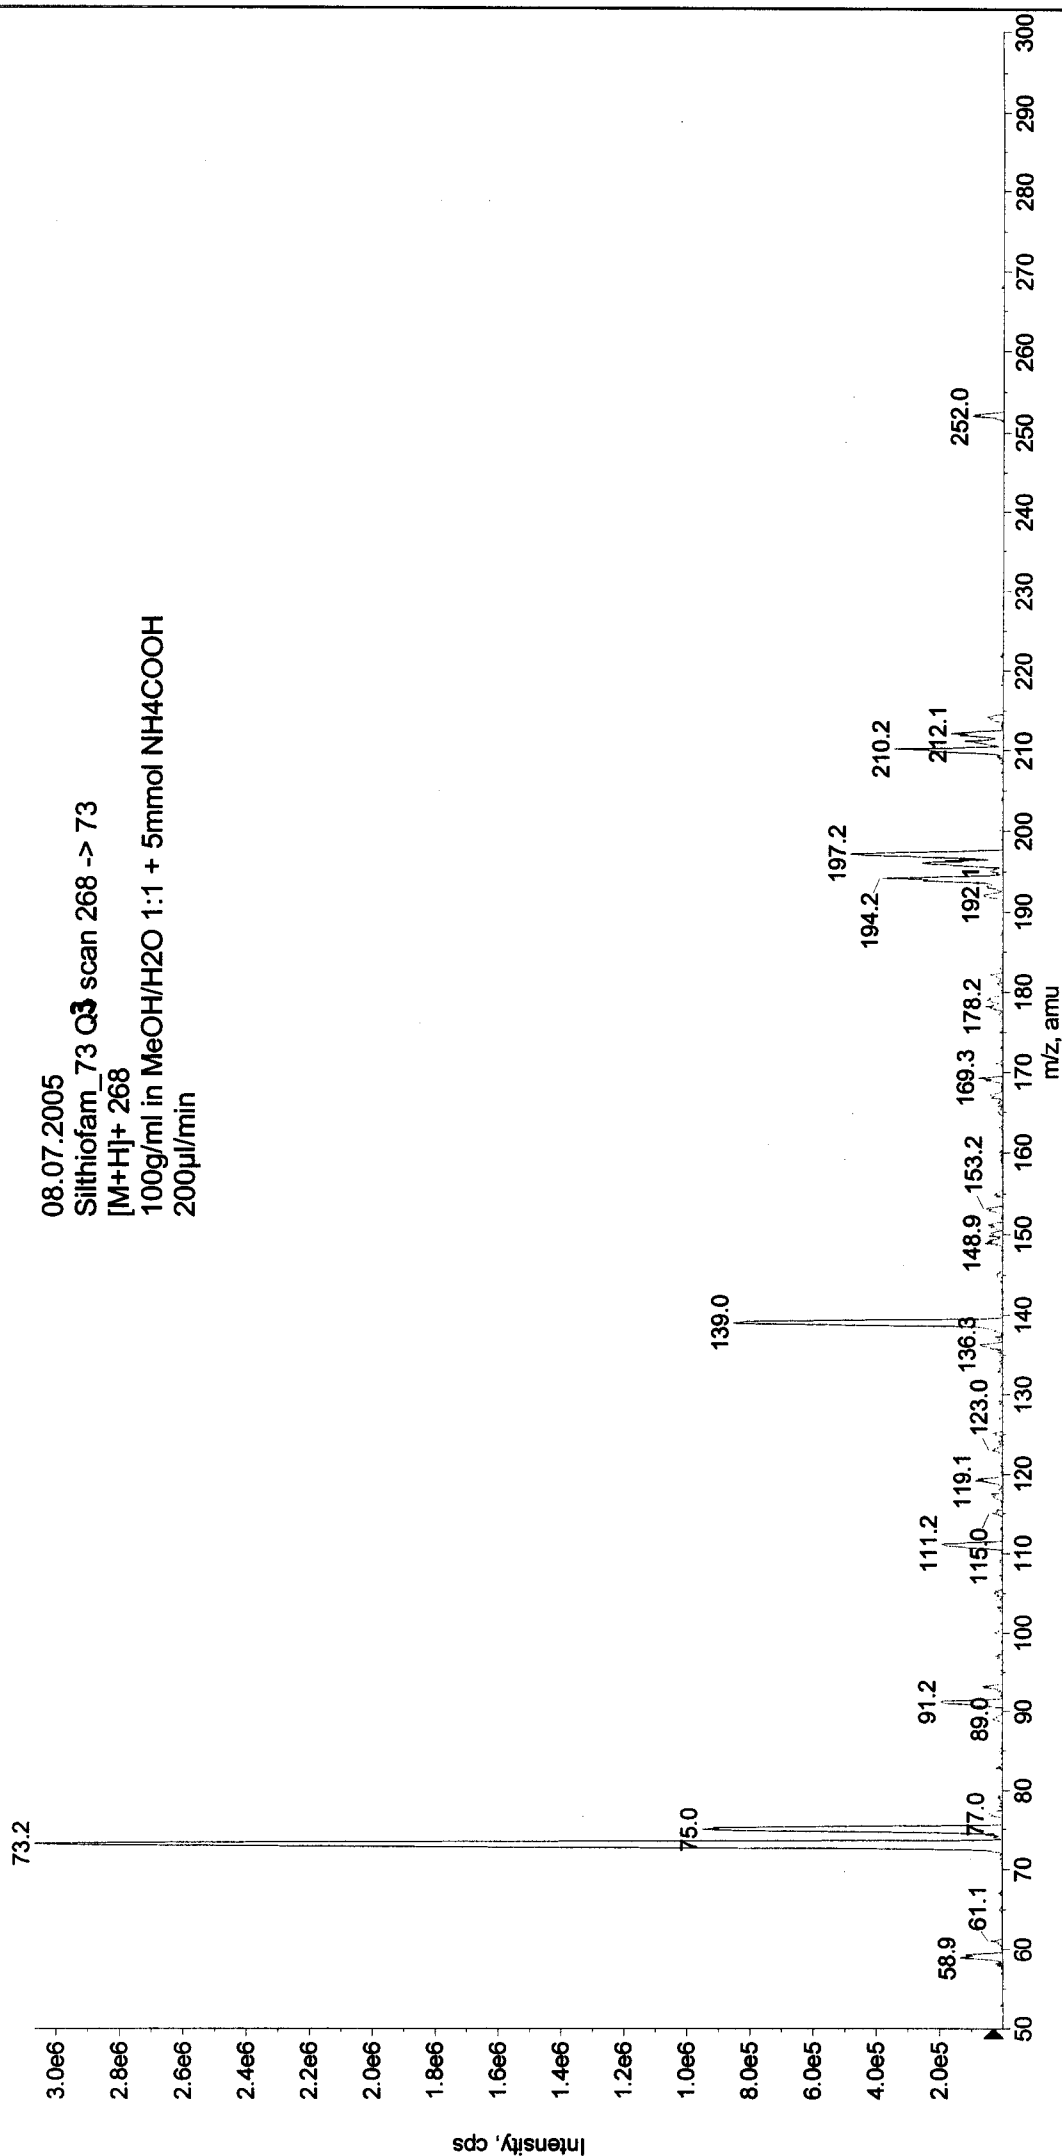 08.07.2005
Silthiofam_73 Q3 scan 268 -> 73
[M+H]+ 268
100g/ml in MeOH/H2O 1:1 + 5mmol NH4COOH
200µl/min
Intensity, cps
3.0e6
2.8e6
2.6e6
2.4e6
2.2e6
2.0e6
1.8e6
1.6e6
1.4e6
1.2e6
1.0e6
8.0e5
6.0e5
4.0e5
2.0e5
58.9
61.1
73.2
75.0
77.0
89.0
91.2
111.2
115.0
119.1
123.0
136.3
139.0
148.9
153.2
169.3
178.2
192.1
194.2
197.2
210.2
212.1
252.0
50 60 70 80 90 100 110 120 130 140 150 160 170 180 190 200 210 220 230 240 250 260 270 280 290 300
m/z, amu